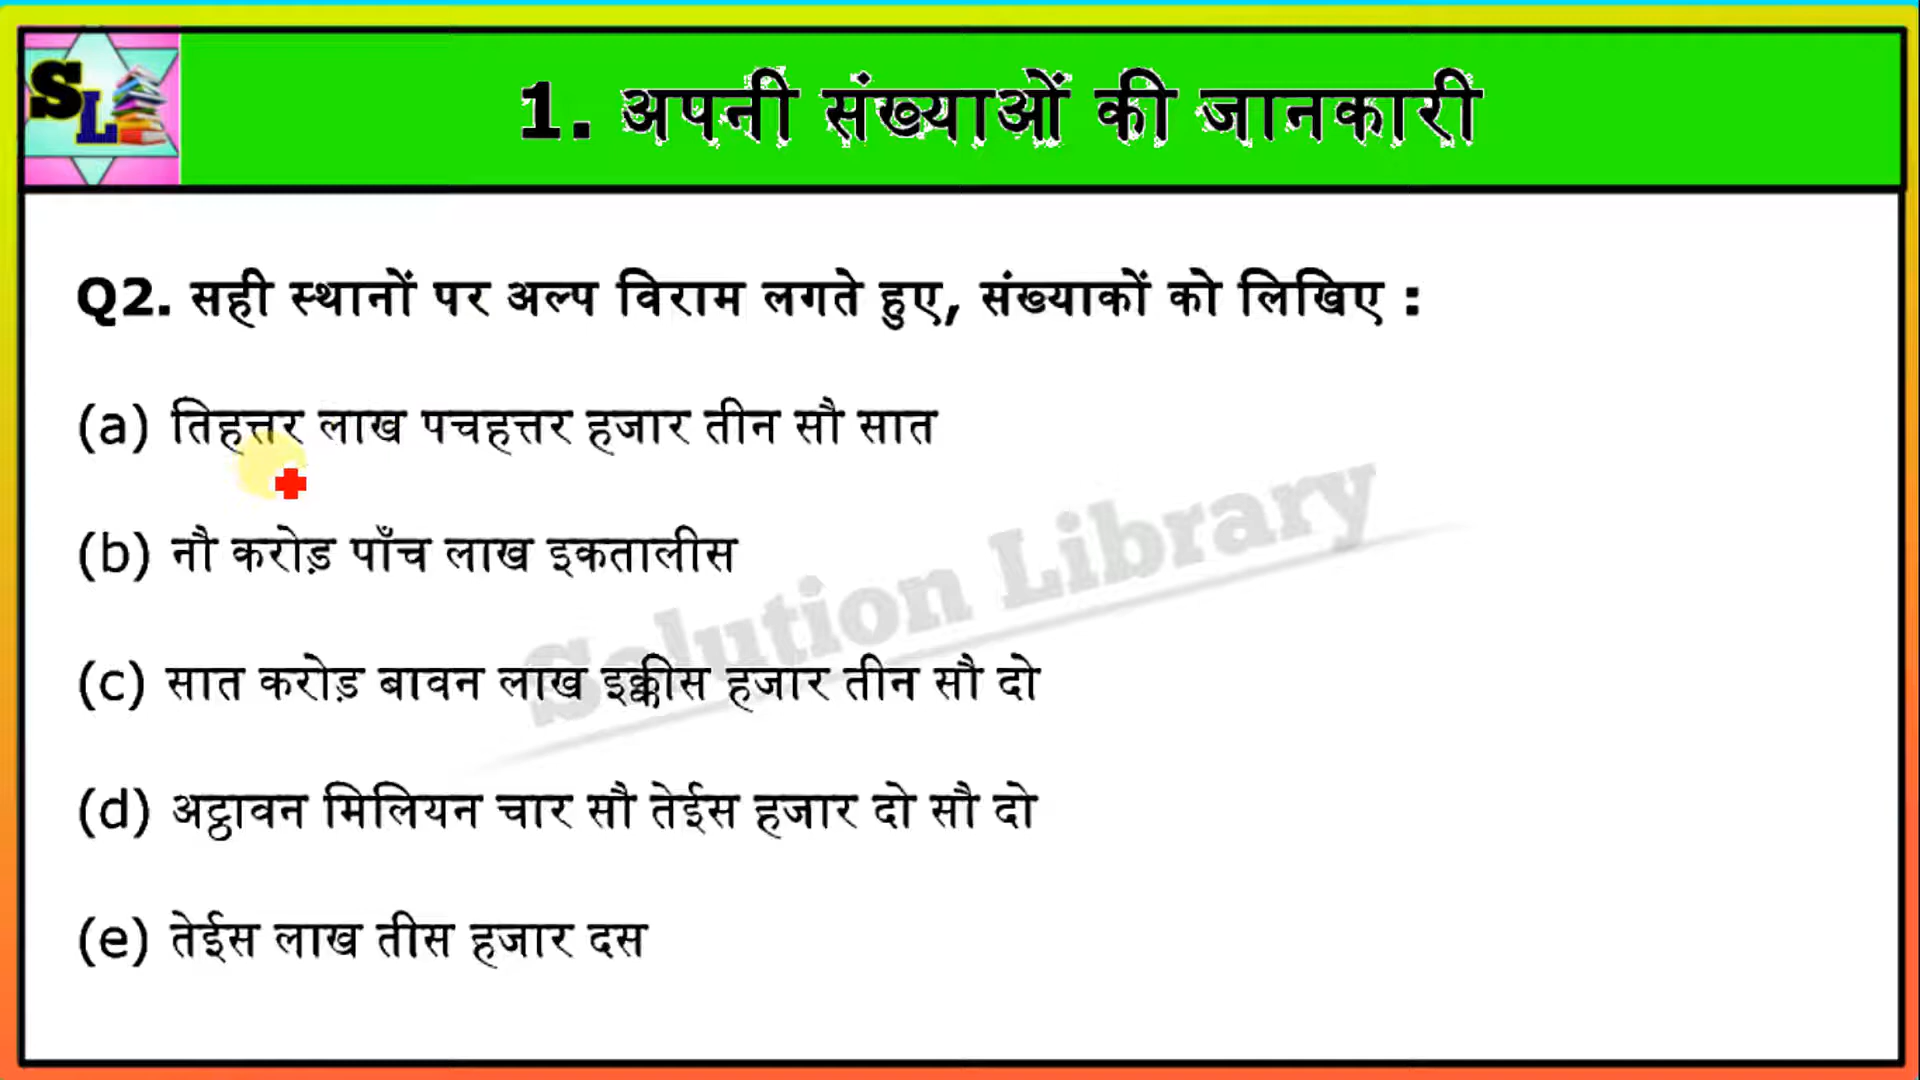 SL
1. अपनी संख्याओं की जानकारी
Q2. सही स्थानों पर अल्प विराम लगते हुए, संख्याकों को लिखिए :
(a) तिहत्तर लाख पचहत्तर हजार तीन सौ सात
(b) नौ करोड़ पाँच लाख इकतालीस
(c) सात करोड़ बावन लाख इक्कीस हजार तीन सौ दो
(d) अट्ठावन मिलियन चार सौ तेईस हजार दो सौ दो
(e) तेईस लाख तीस हजार दस
Solution Library